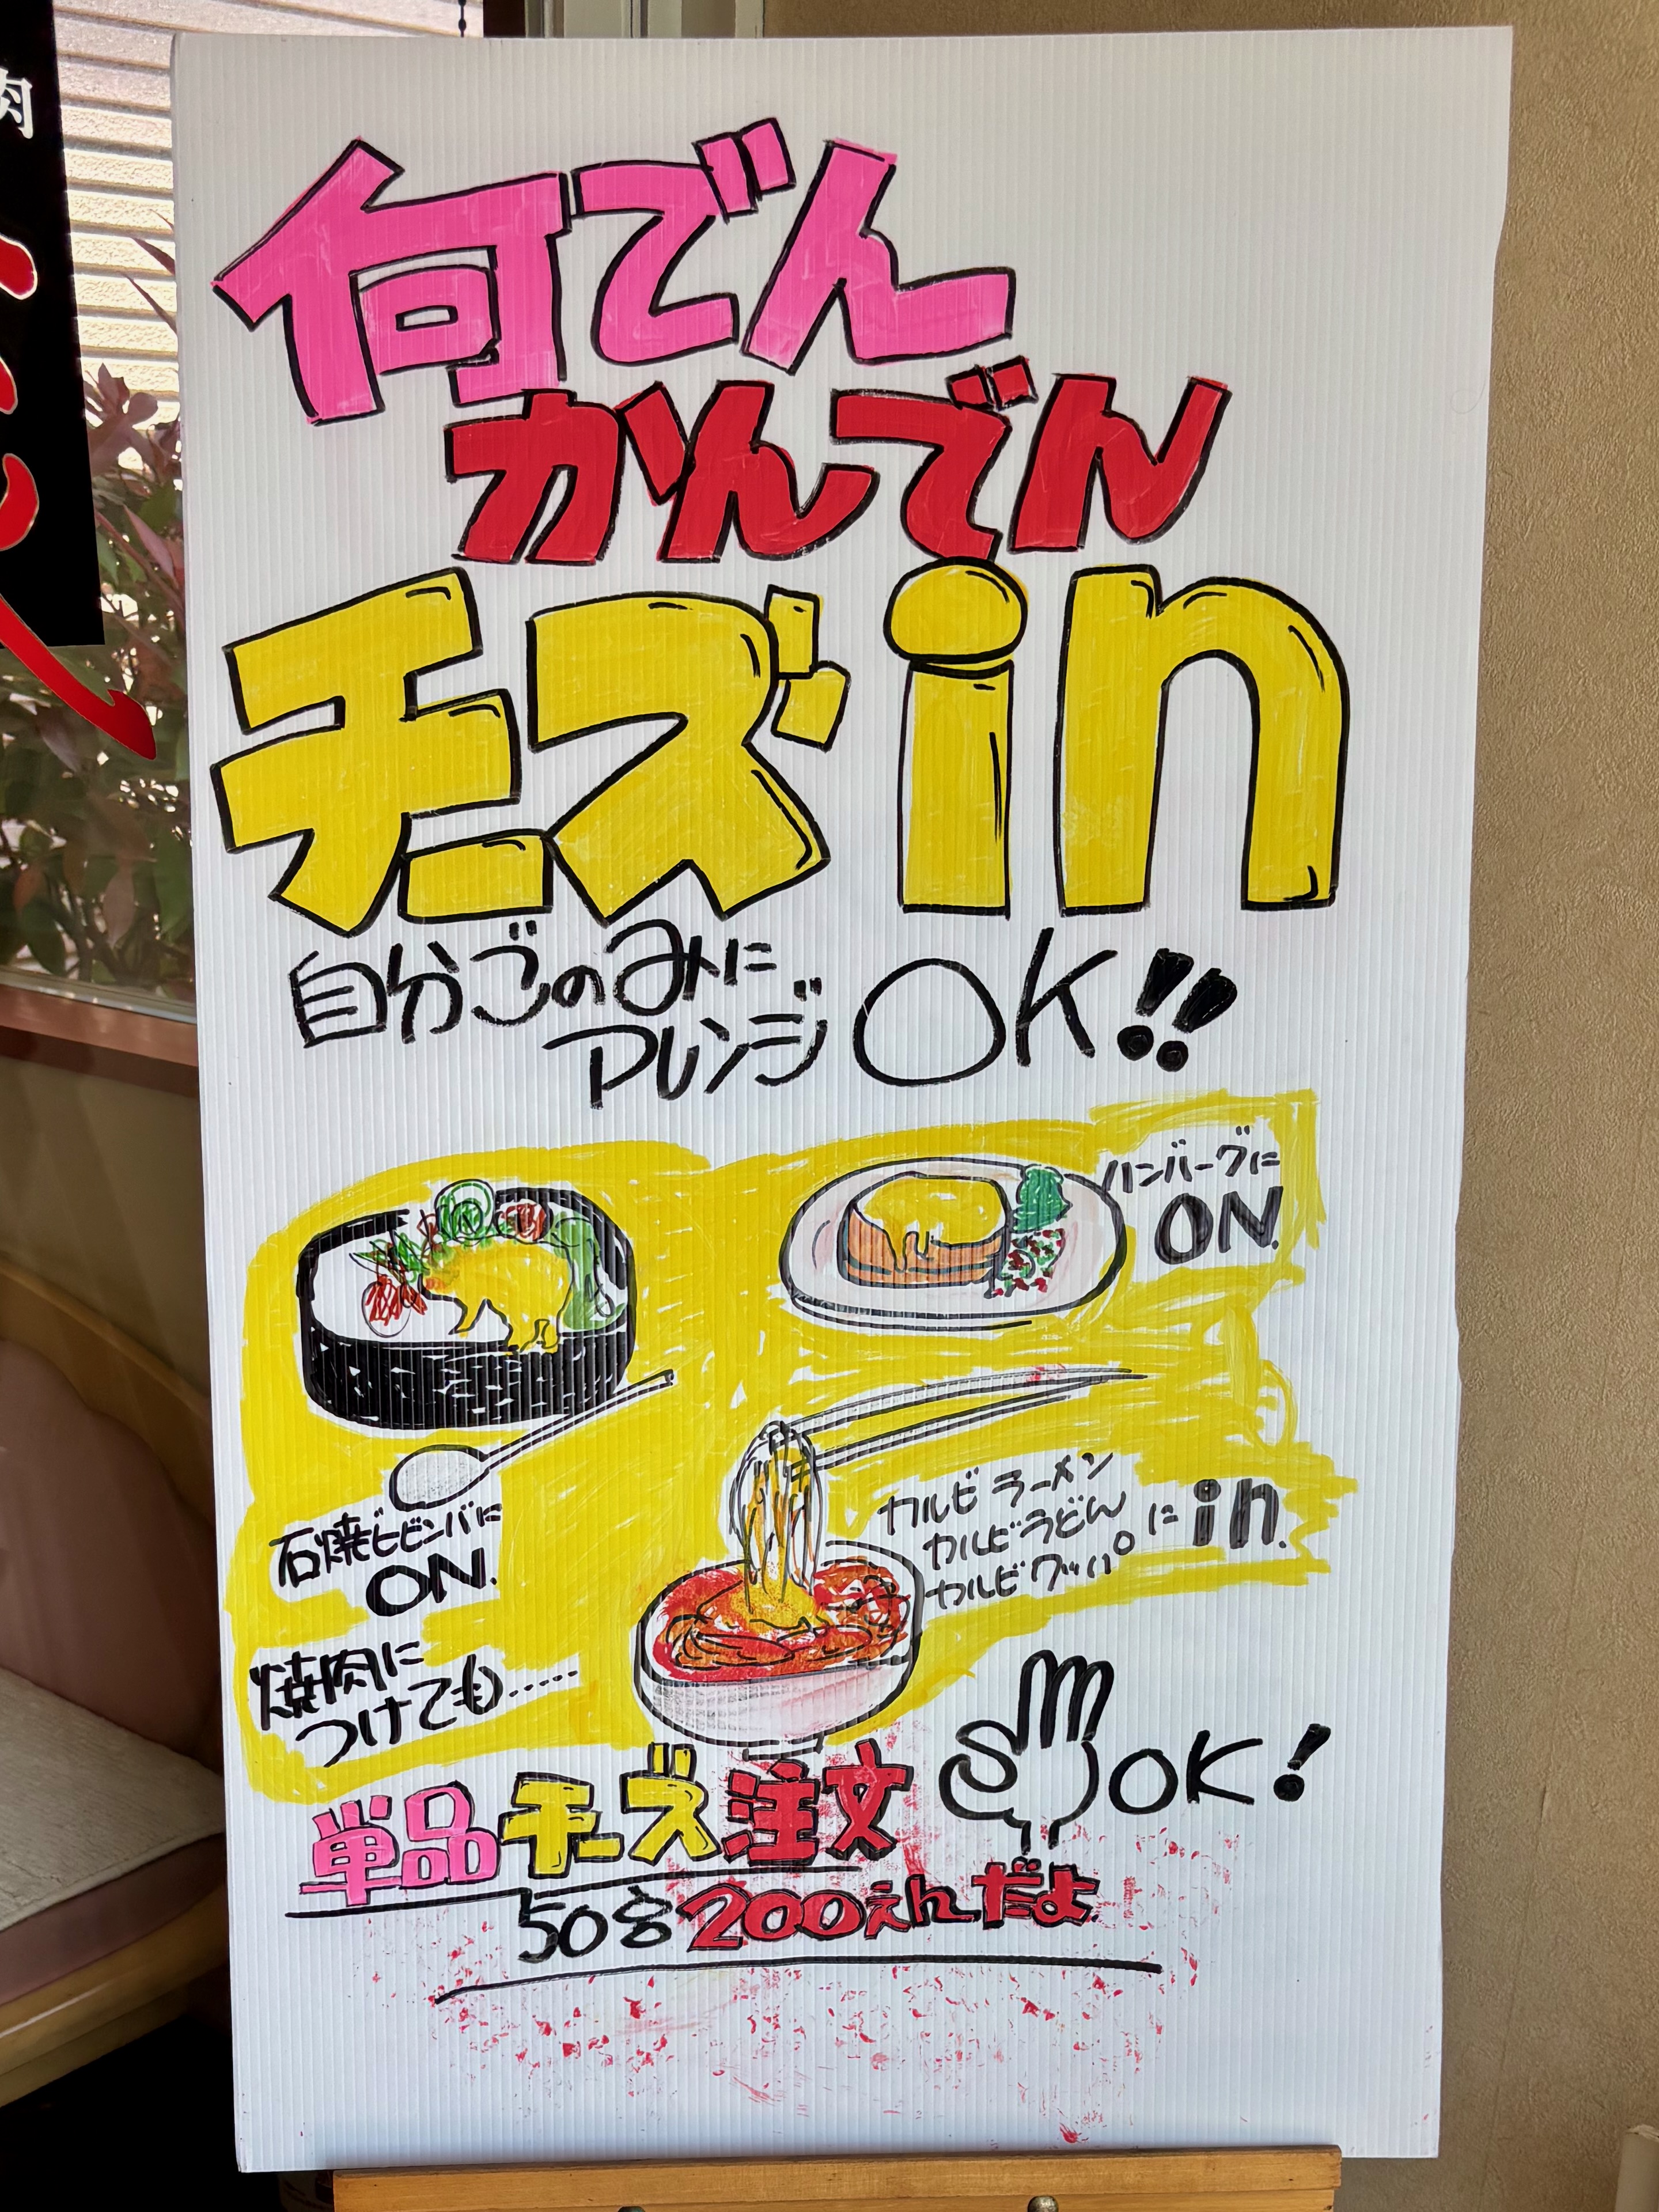 肉
何でん
かんでん
チーズin
自分ごのみに
アレンジOK!!
ハンバーグに
ON.
石焼ビビンバに
ON.
カルビラーメン
カルビうどん
カルビクッパ
にin.
焼肉に
つけても……
OK!
単品チーズ注文
50g 200えんだよ